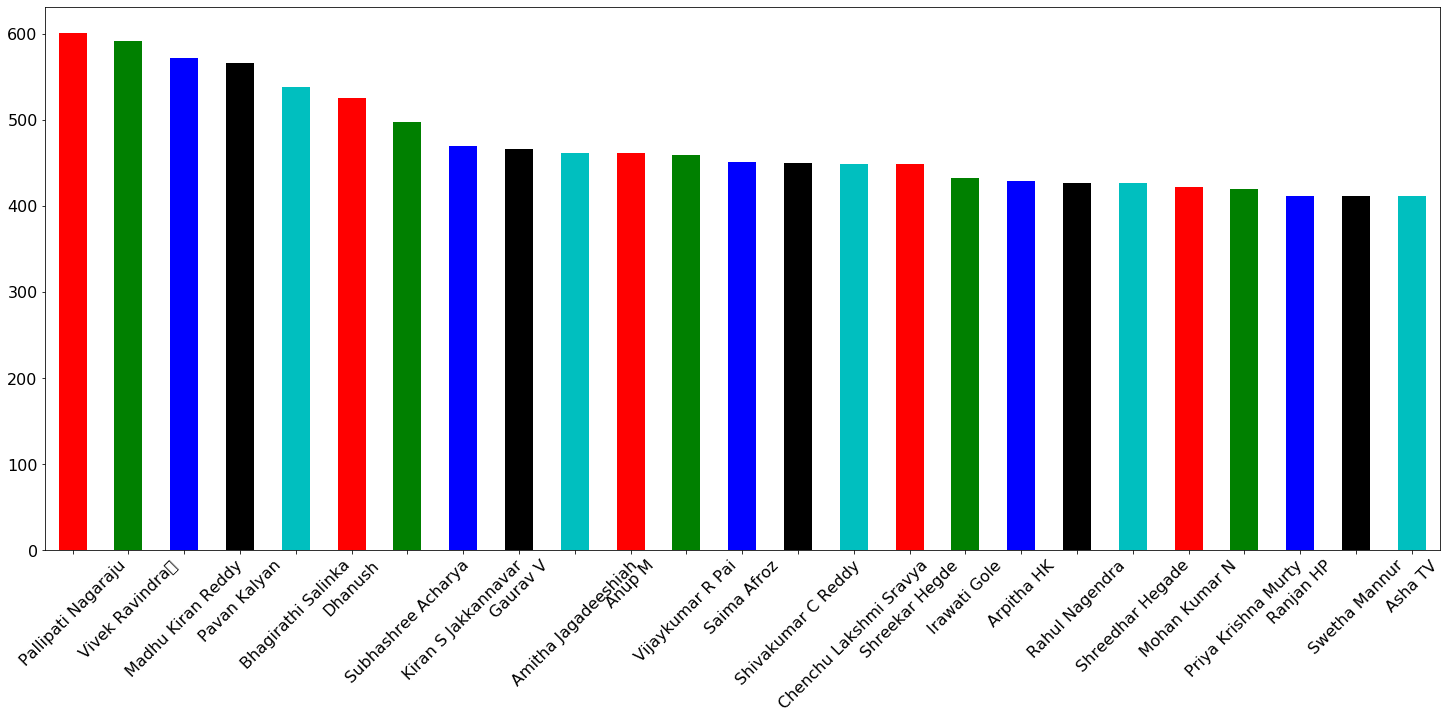 600
500
400
300
200
100
0
Pallipati Nagaraju
Vivek Ravindra
Madhu Kiran Reddy
Pavan Kalyan
Bhagirathi Salinka
Dhanush
Subhashree Acharya
Kiran S Jakkannavar
Gaurav V
Amitha Jagadeeshiah
Anup M
Vijaykumar R Pai
Saima Afroz
Shivakumar C Reddy
Chenchu Lakshmi Sravya
Shreekar Hegde
Irawati Gole
Arpitha HK
Rahul Nagendra
Shreedhar Hegade
Mohan Kumar N
Priya Krishna Murty
Ranjan HP
Swetha Mannur
Asha TV